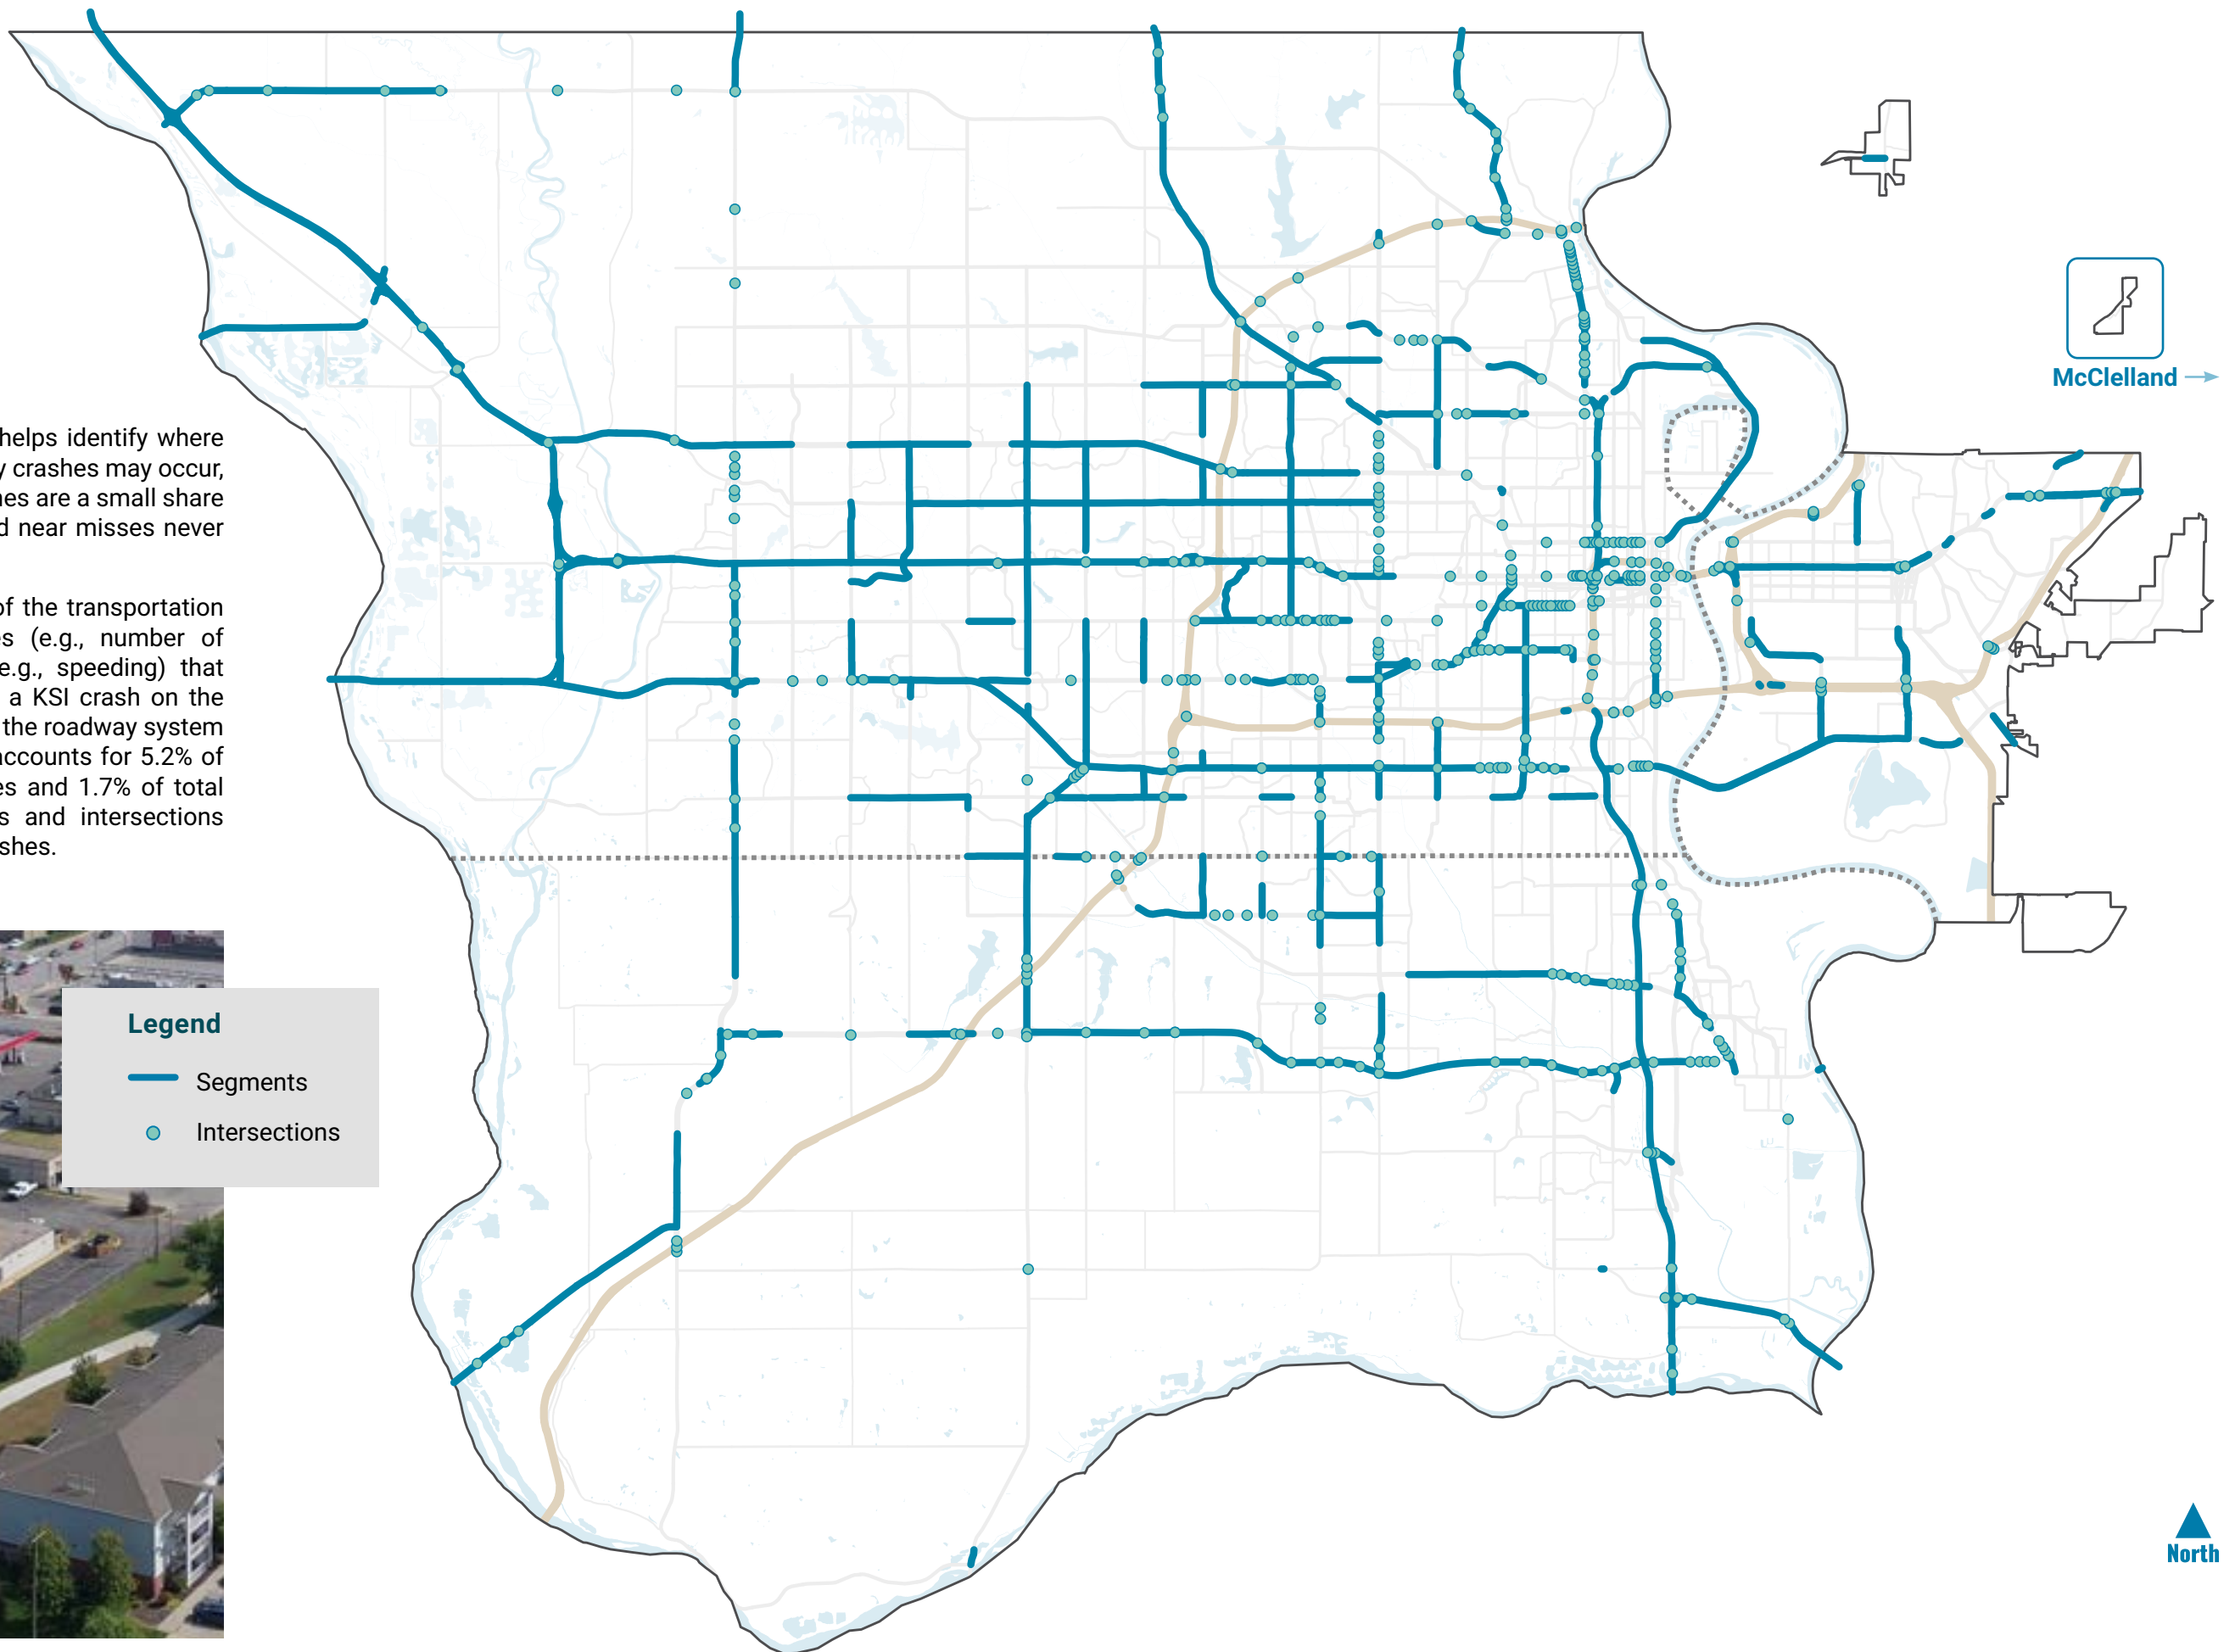 helps identify where
y crashes may occur,
nes are a small share
d near misses never
of the transportation
es (e.g., number of
e.g., speeding) that
a KSI crash on the
the roadway system
accounts for 5.2% of
es and 1.7% of total
s and intersections
shes.
McClelland
Legend
Segments
Intersections
North